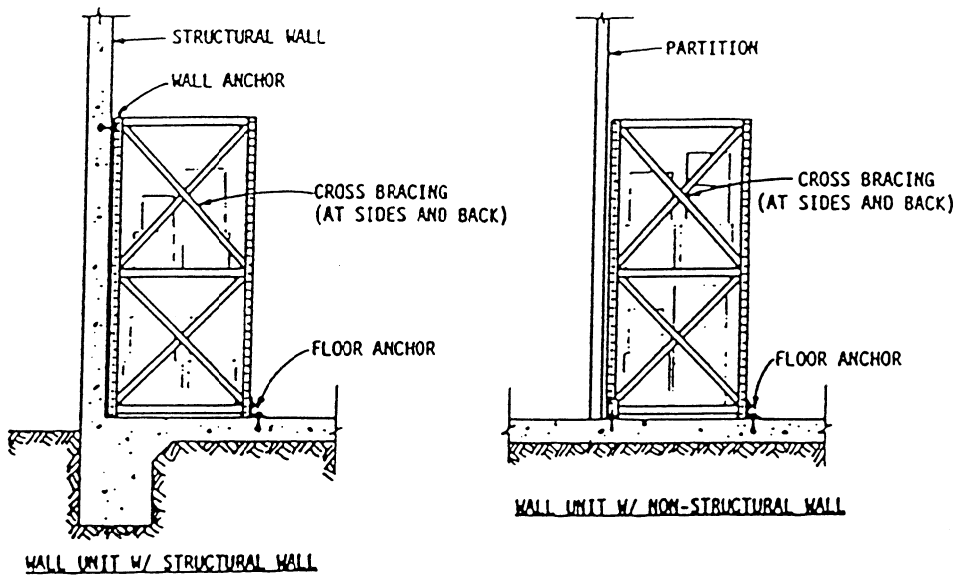 STRUCTURAL WALL
WALL ANCHOR
CROSS BRACING
(AT SIDES AND BACK)
FLOOR ANCHOR
WALL UNIT W/ STRUCTURAL WALL
PARTITION
CROSS BRACING
(AT SIDES AND BACK)
FLOOR ANCHOR
WALL UNIT W/ NON-STRUCTURAL WALL